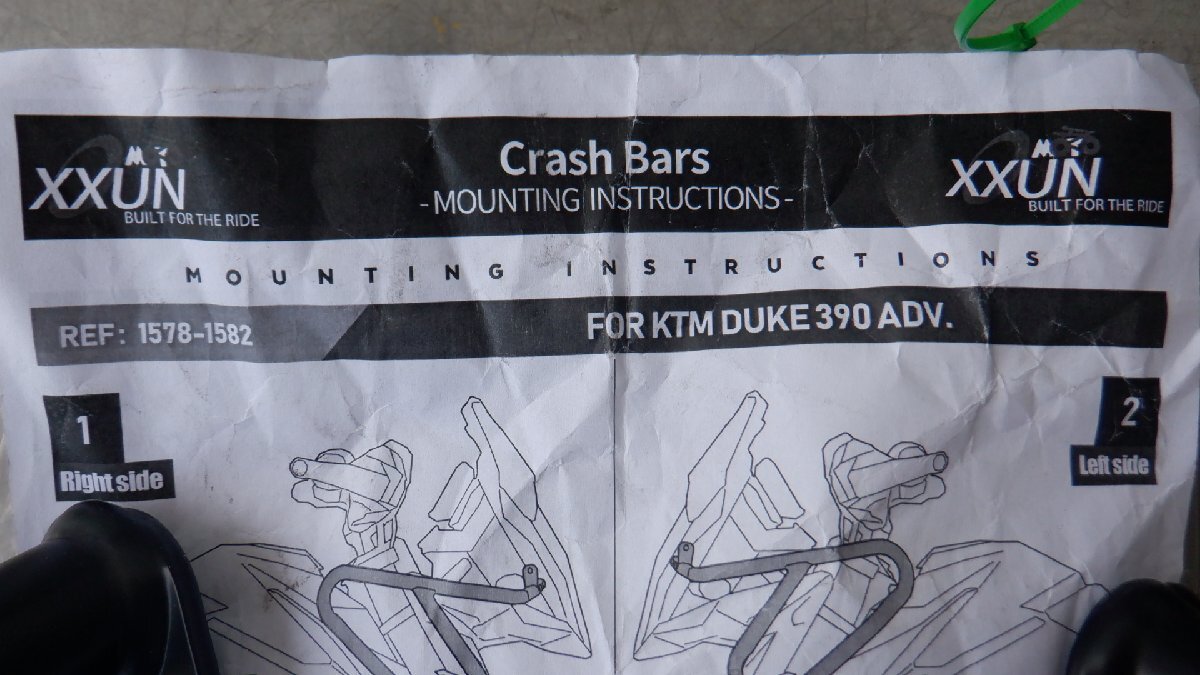 XXUN
BUILT FOR THE RIDE
Crash Bars
-MOUNTING INSTRUCTIONS-
XXUN
BUILT FOR THE RIDE
MOUNTING INSTRUCTIONS
REF: 1578-1582
FOR KTM DUKE 390 ADV.
1
Right side
2
Left side